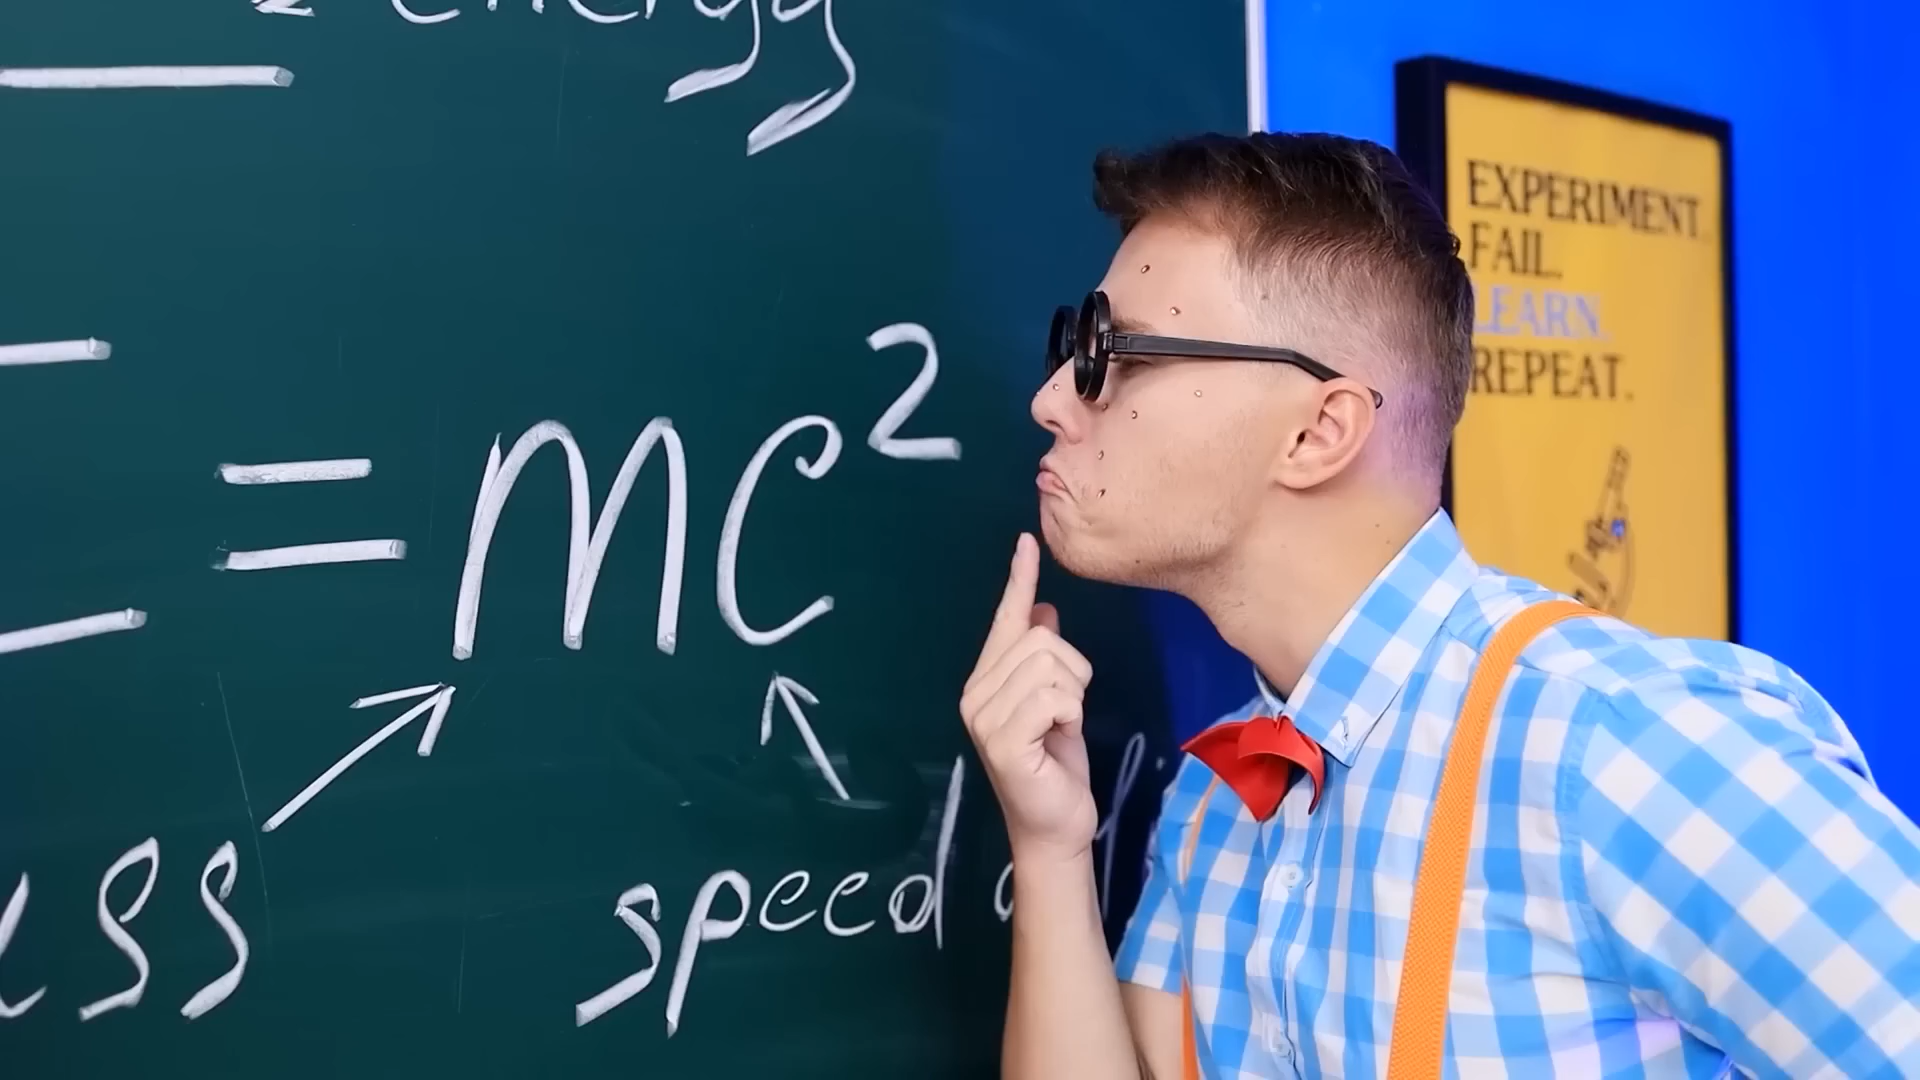 energy
= mc²
speed
EXPERIMENT.
FAIL.
LEARN.
REPEAT.